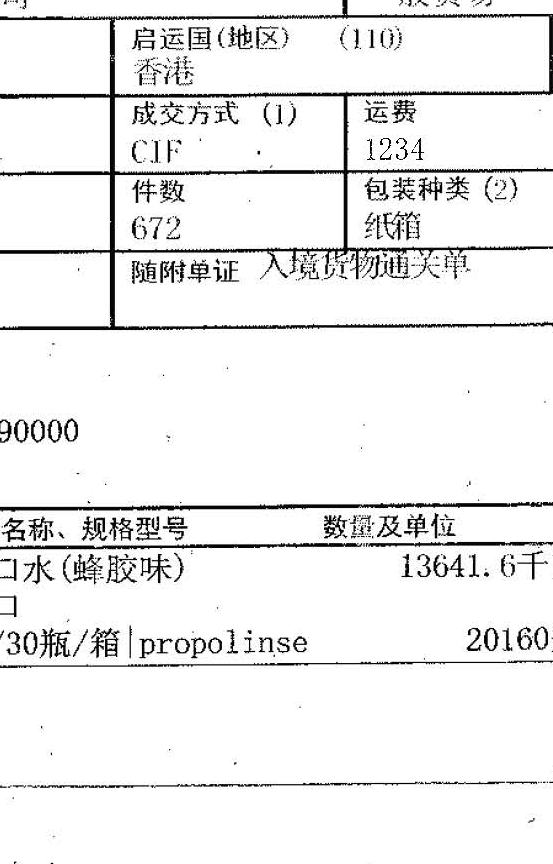 启运国(地区) (110)
香港
成交方式 (1) 运费
CIF 1234
件数 包装种类 (2)
672 纸箱
随附单证 入境货物通关单
90000
名称、规格型号 数量及单位
口水(蜂胶味) 13641.6千
口
/30瓶/箱|propolinse 20160